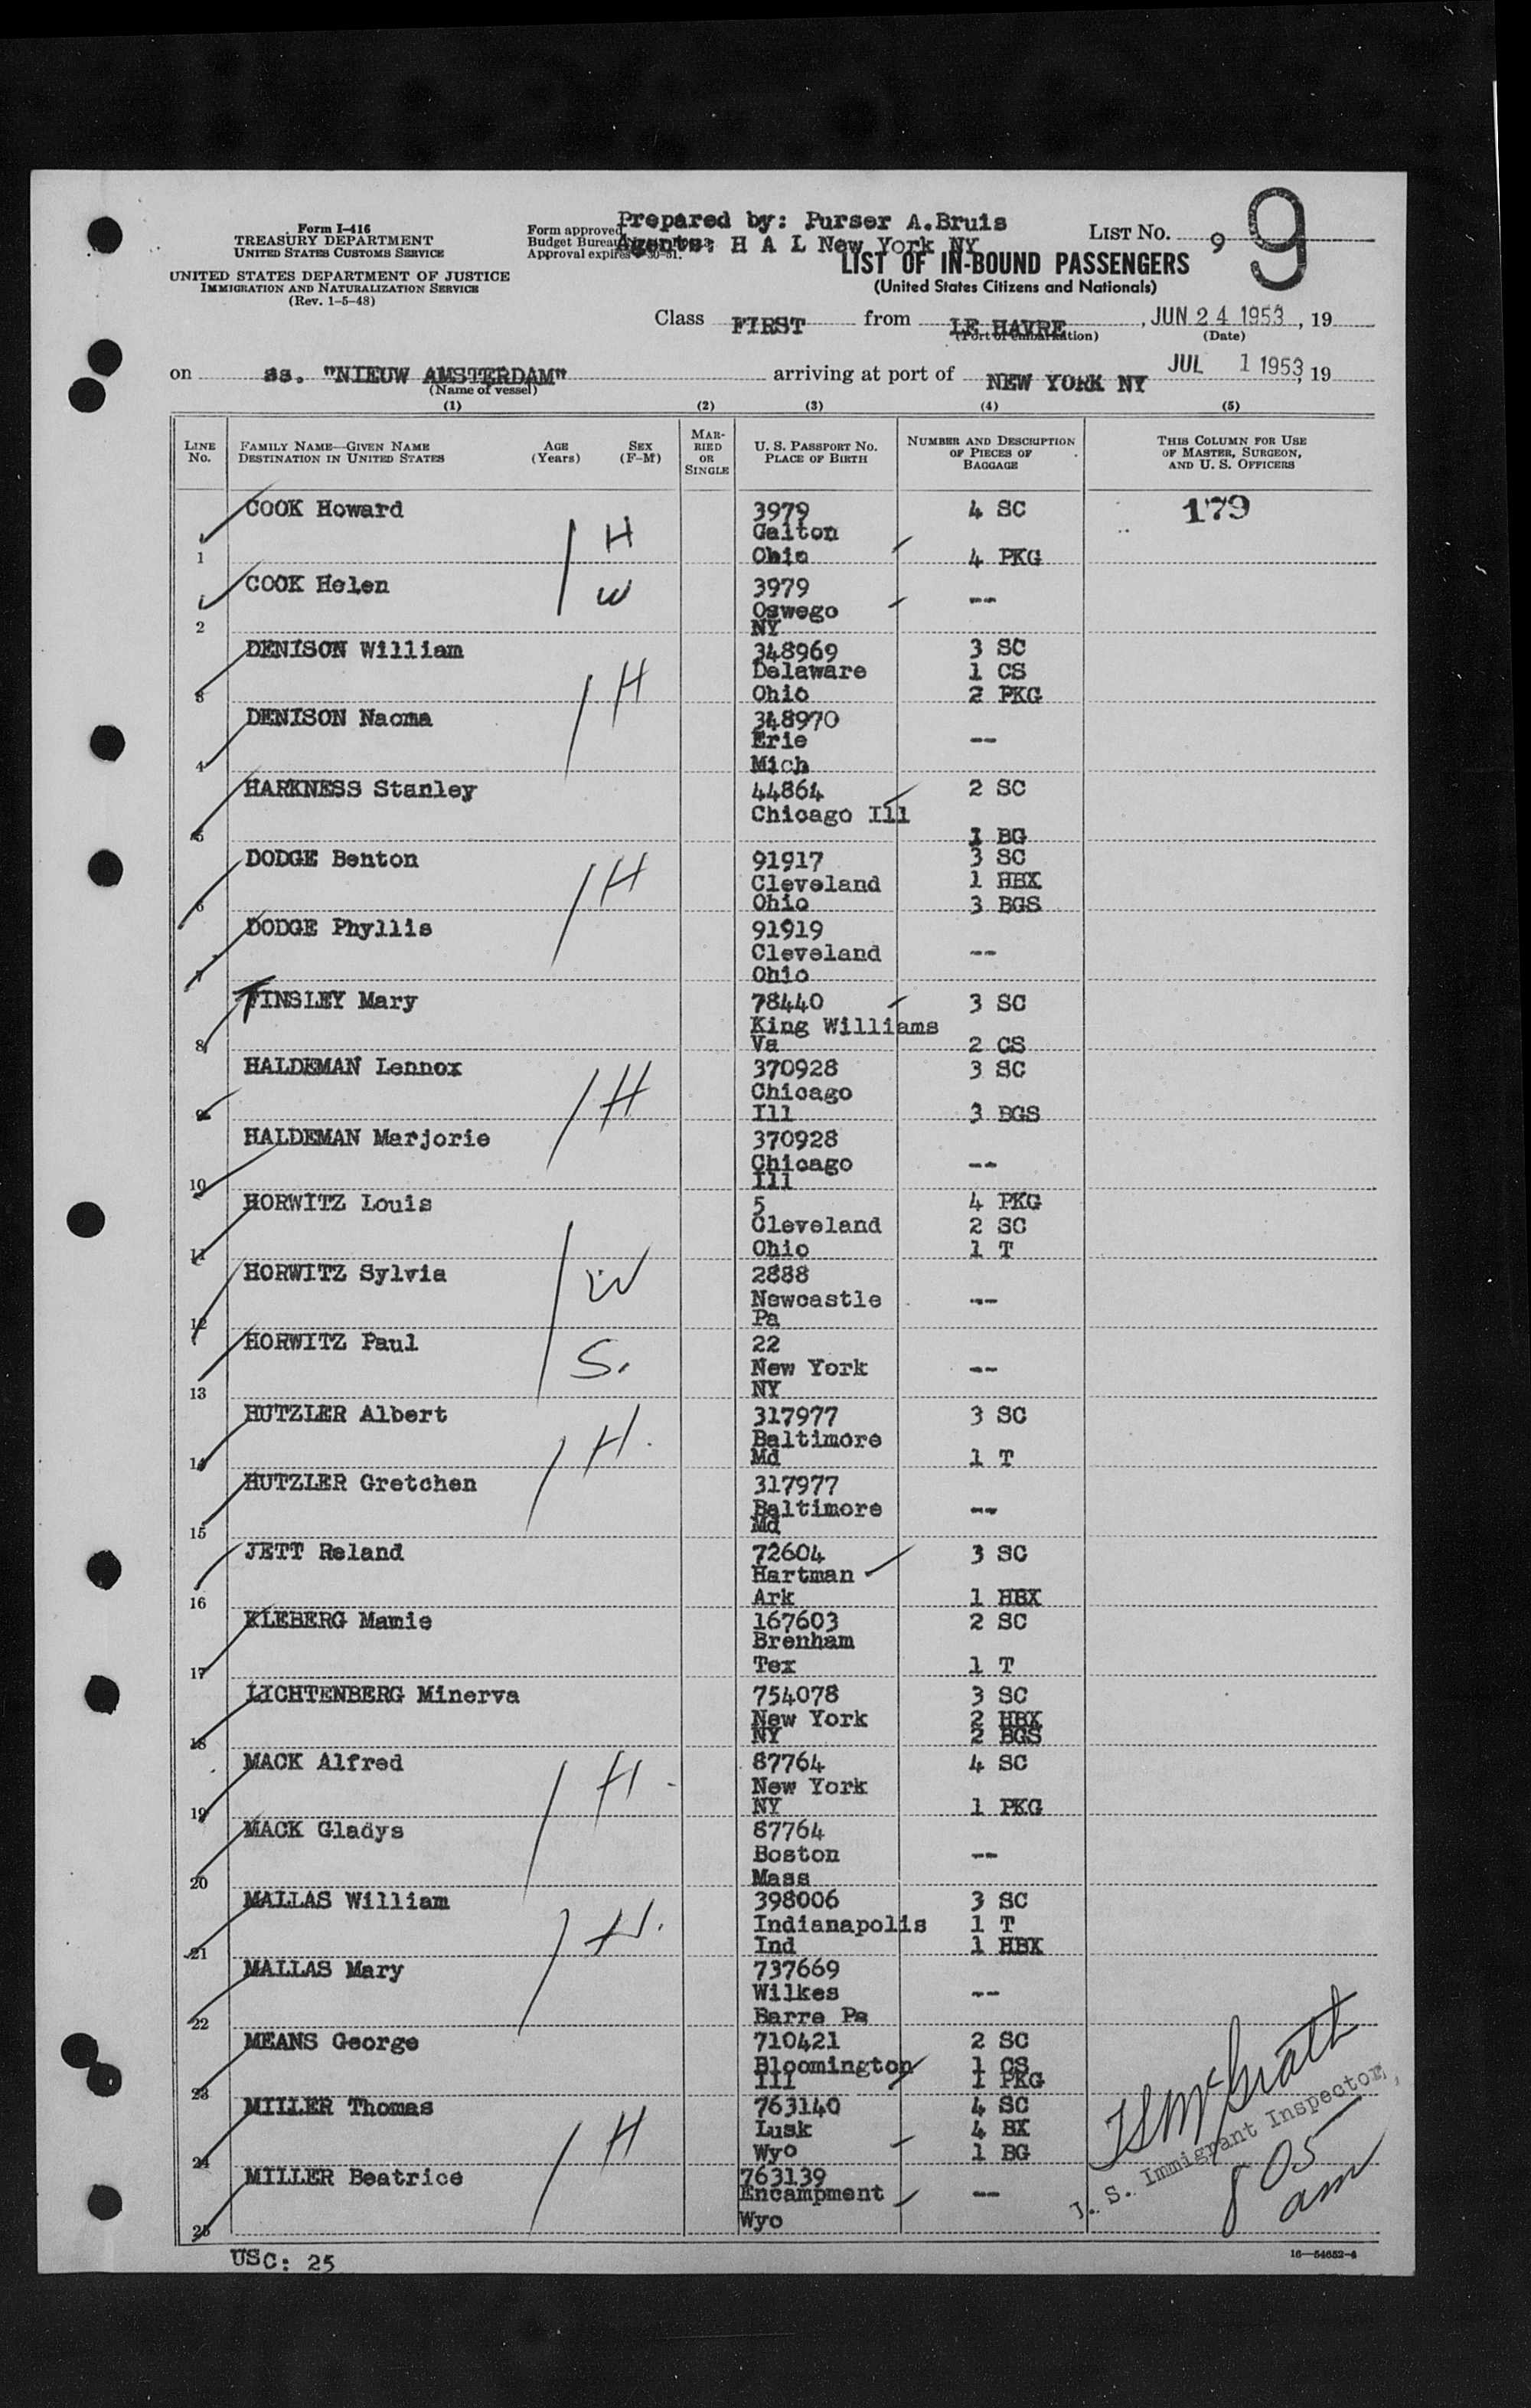 Form I-416
TREASURY DEPARTMENT
UNITED STATES CUSTOMS SERVICE
UNITED STATES DEPARTMENT OF JUSTICE
IMMIGRATION AND NATURALIZATION SERVICE
(Rev. 1-5-48)
Form approved
Budget Bureau
Approval expires
Prepared by: Purser A.Bruis
Agents: H A L New York NY
LIST NO. 9
9
LIST OF IN-BOUND PASSENGERS
(United States Citizens and Nationals)
Class FIRST from LE HAVRE, JUN 24 1953, 19
(Port of embarkation) (Date)
on ss. "NIEUW AMSTERDAM" arriving at port of NEW YORK NY JUL 1 1953, 19
(Name of vessel)
(1) (2) (3) (4) (5)
LINE NO.
FAMILY NAME—GIVEN NAME
DESTINATION IN UNITED STATES
AGE (Years)
SEX (F-M)
MARRIED OR SINGLE
U. S. PASSPORT NO.
PLACE OF BIRTH
NUMBER AND DESCRIPTION OF PIECES OF BAGGAGE
THIS COLUMN FOR USE OF MASTER, SURGEON, AND U. S. OFFICERS
COOK Howard 3979 4 SC 179
H Galton
1 Ohio 4 PKG
COOK Helen 3979
W Oswego --
2 NY
DENISON William 348969 3 SC
H Delaware 1 CS
3 Ohio 2 PKG
DENISON Naoma 348970
Erie --
4 Mich
HARKNESS Stanley 44864 2 SC
Chicago Ill
5 1 BG
DODGE Benton 91917 3 SC
H Cleveland 1 HBX
6 Ohio 3 BGS
DODGE Phyllis 91919
Cleveland --
7 Ohio
TINSLEY Mary 78440 3 SC
King Williams
8 Va 2 CS
HALDEMAN Lennox 370928 3 SC
H Chicago
9 Ill 3 BGS
HALDEMAN Marjorie 370928
Chicago --
10 Ill
HORWITZ Louis 5 4 PKG
Cleveland 2 SC
11 Ohio 1 T
HORWITZ Sylvia 2888
W Newcastle --
12 Pa
HORWITZ Paul 22
S. New York --
13 NY
HUTZLER Albert 317977 3 SC
H. Baltimore
14 Md 1 T
HUTZLER Gretchen 317977
Baltimore --
15 Md
JETT Reland 72604 3 SC
Hartman
16 Ark 1 HBX
KLEBERG Mamie 167603 2 SC
Brenham
17 Tex 1 T
LICHTENBERG Minerva 754078 3 SC
New York 2 HBX
18 NY 2 BGS
MACK Alfred 87764 4 SC
H New York
19 NY 1 PKG
MACK Gladys 87764
Boston --
20 Mass
MALLAS William 398006 3 SC
H. Indianapolis 1 T
21 Ind 1 HBX
MALLAS Mary 737669
Wilkes --
22 Barre Pa
MEANS George 710421 2 SC
Bloomington 1 CS
23 Ill 1 PKG
MILLER Thomas 763140 4 SC
H Lusk 4 BX
24 Wyo 1 BG
MILLER Beatrice 763139
Encampment --
25 Wyo
McGrath
Immigrant Inspector,
8 05
am
USC: 25
16—54652-4